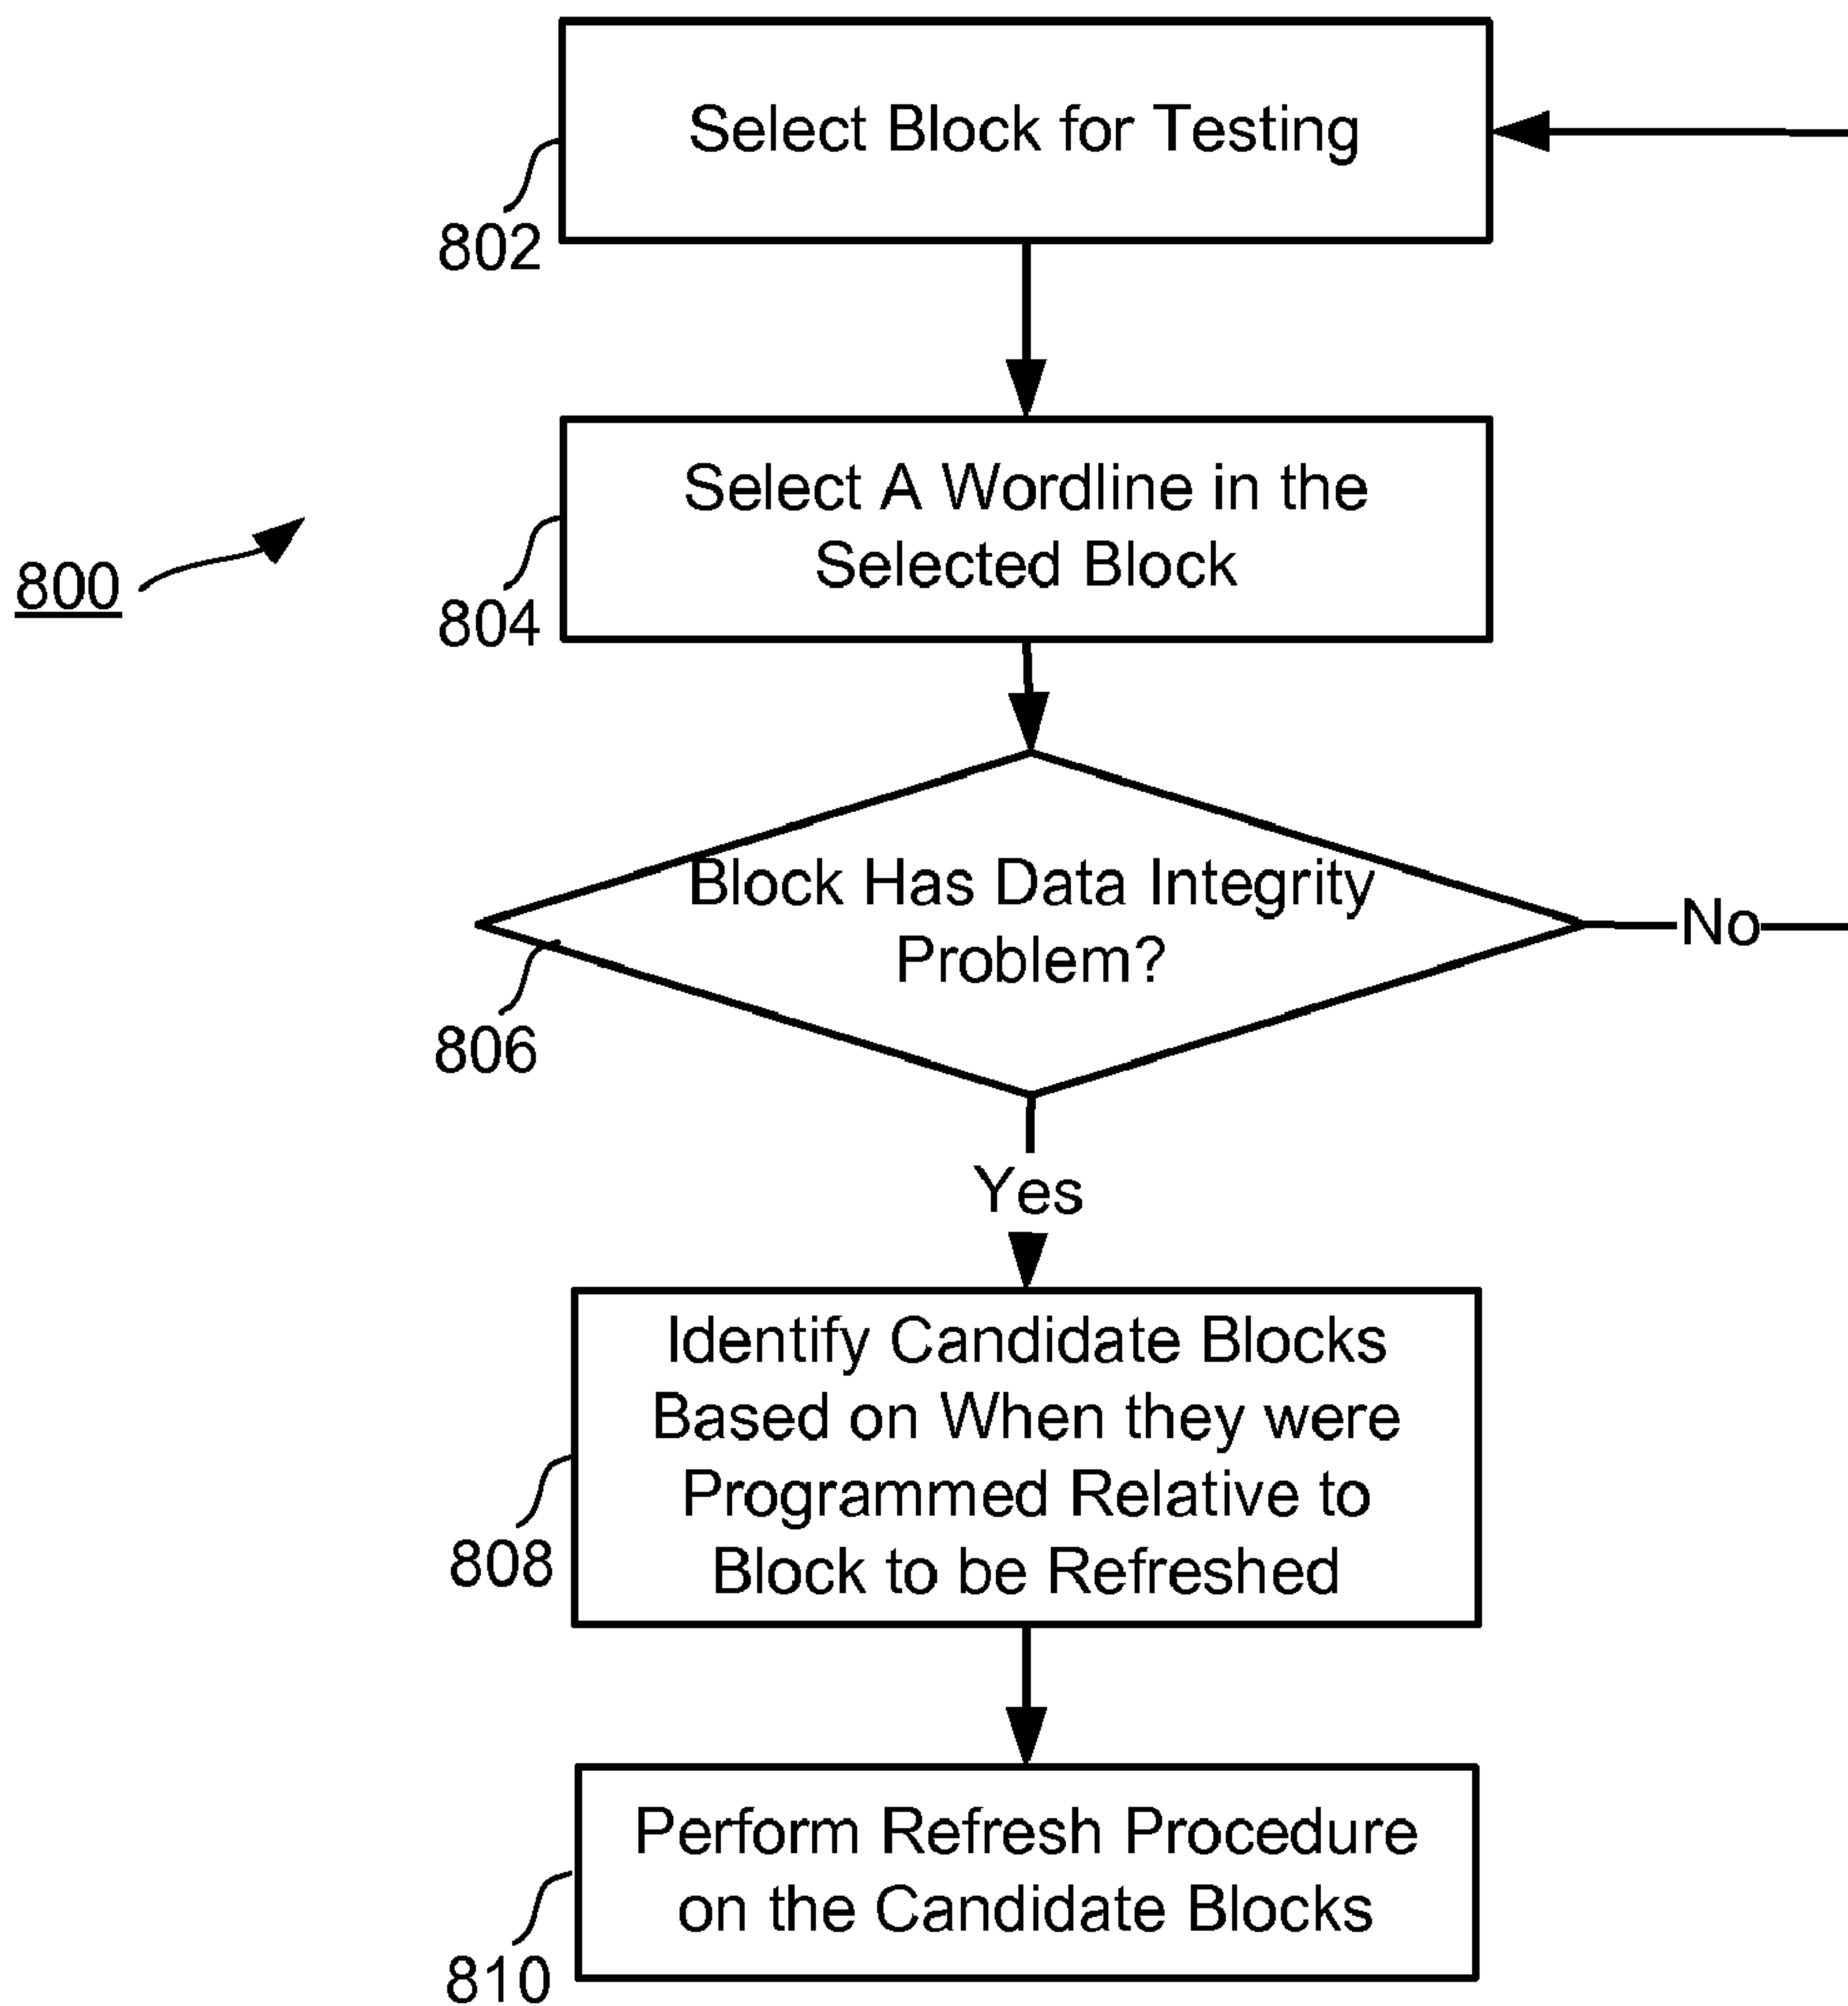 Select Block for Testing
802
Select A Wordline in the
Selected Block
800
804
Block Has Data Integrity
Problem?
No
806
Yes
Identify Candidate Blocks
Based on When they were
Programmed Relative to
Block to be Refreshed
808
Perform Refresh Procedure
on the Candidate Blocks
810